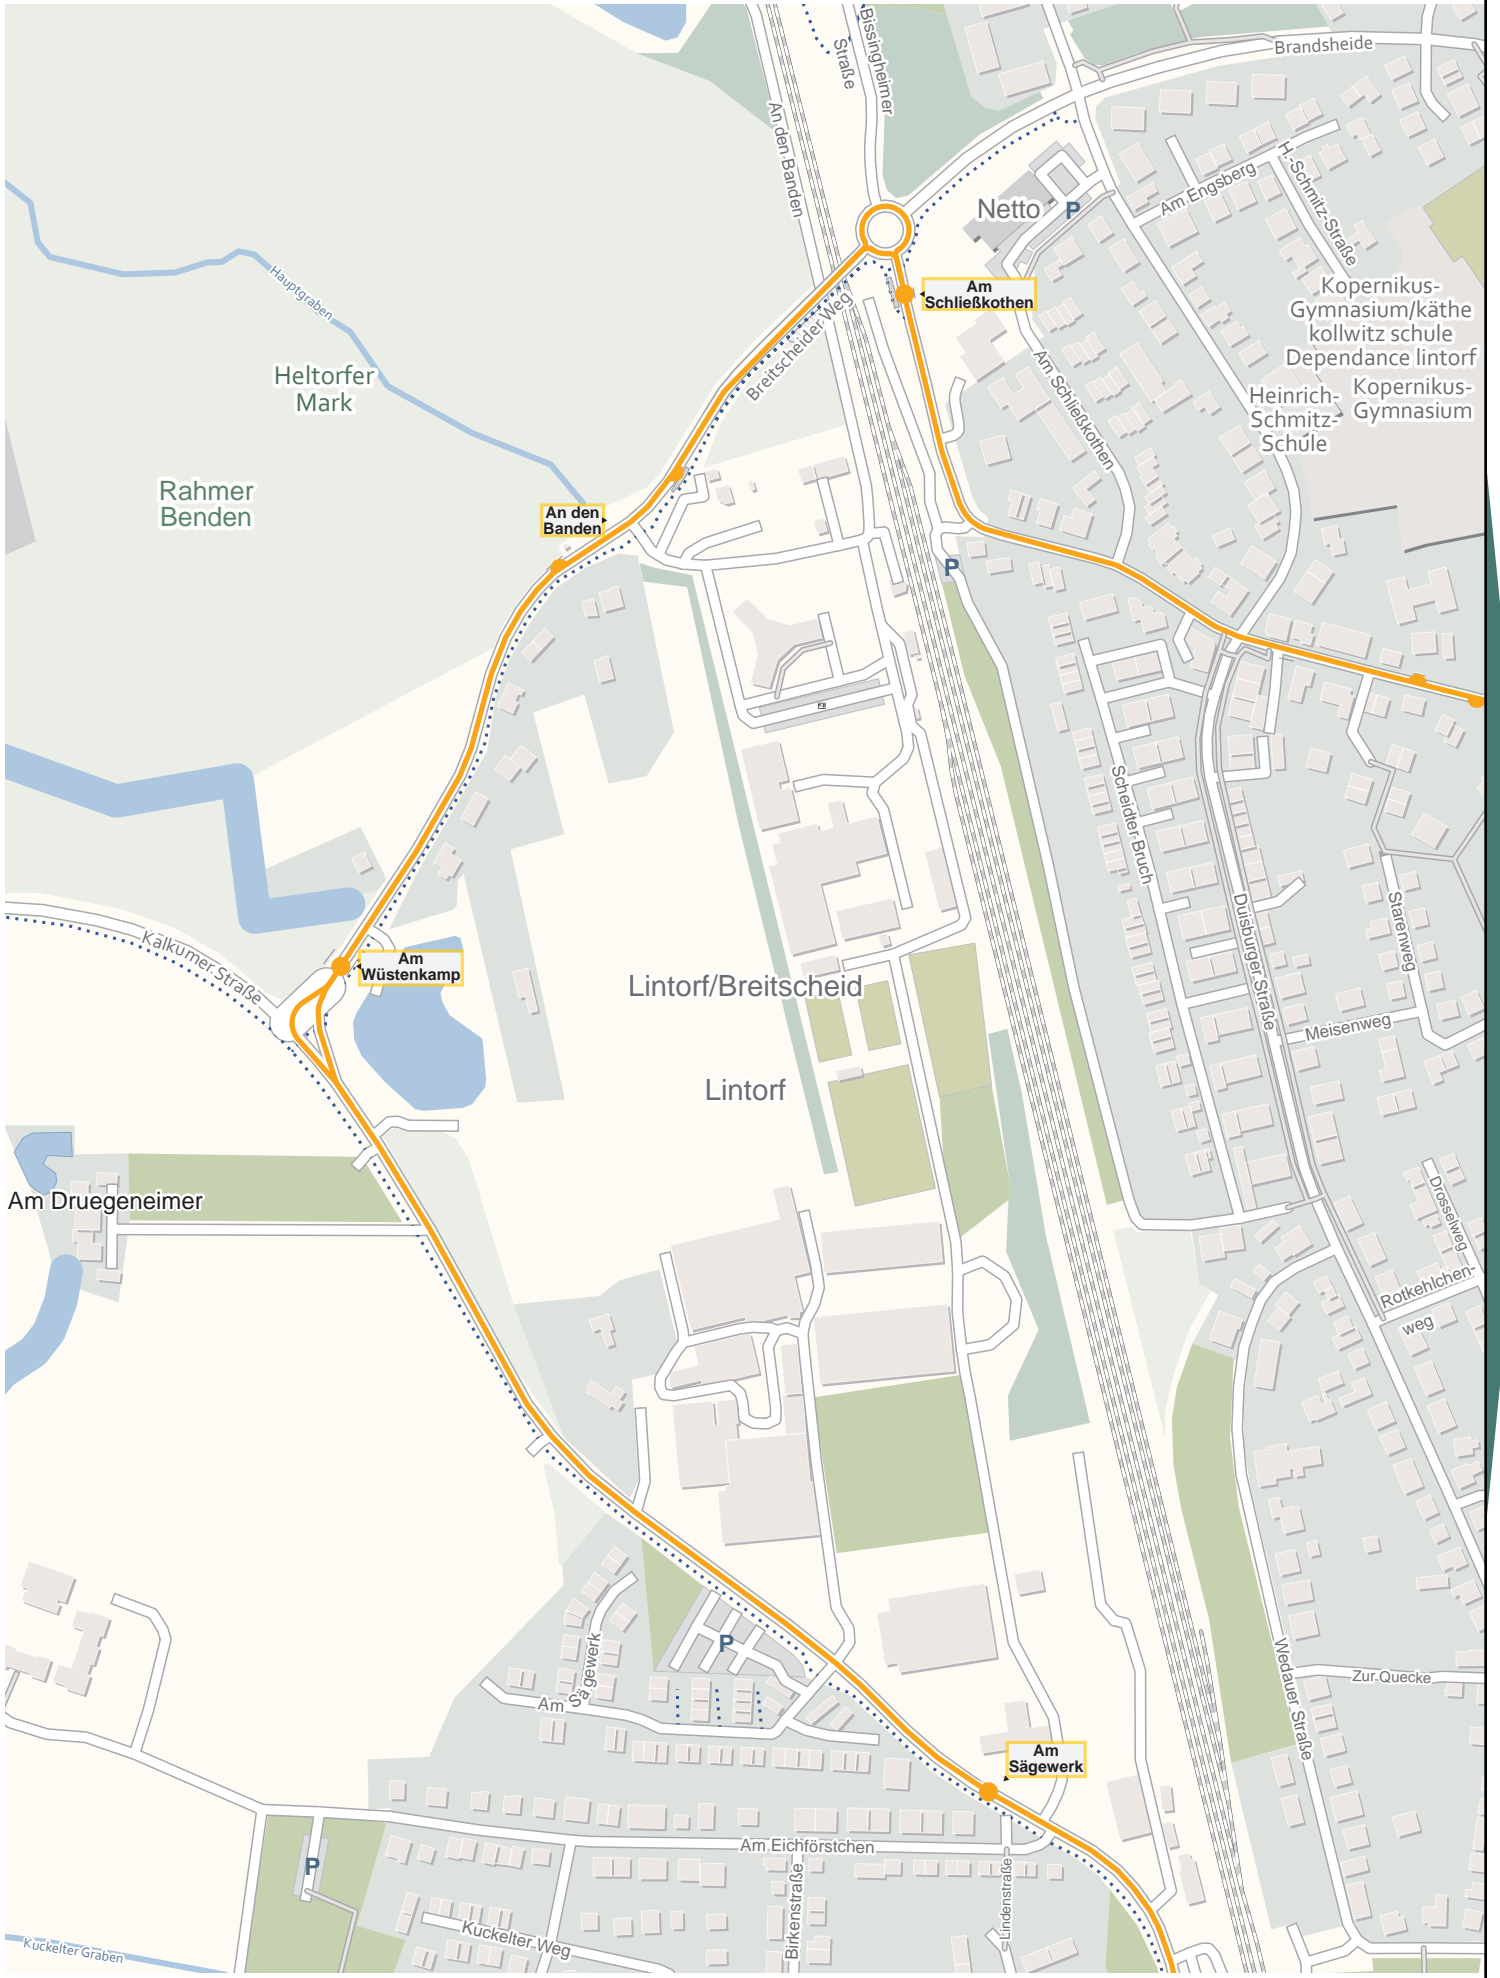 Brandsheide
Bissingheimer
Straße
An den Banden
H.-Schmitz-Straße
Am Engsberg
Netto
P
Hauptgraben
Am
Schließkothen
Kopernikus-
Gymnasium/käthe
kollwitz schule
Dependance lintorf
Breitscheider Weg
Heltorfer
Mark
Am Schließkothen
Heinrich-
Schmitz-
Schule
Kopernikus-
Gymnasium
Rahmer
Benden
An den
Banden
P
Scheidter Bruch
Duisburger Straße
Starenweg
Kalkumer Straße
Am
Wüstenkamp
Lintorf/Breitscheid
Meisenweg
Lintorf
Am Druegeneimer
Drosselweg
Rotkehlchen-
weg
P
Am Sägewerk
Wedauer Straße
Zur Quecke
Am
Sägewerk
Am Eichförstchen
P
Birkenstraße
Lindenstraße
Kuckelter Weg
Kuckelter Graben